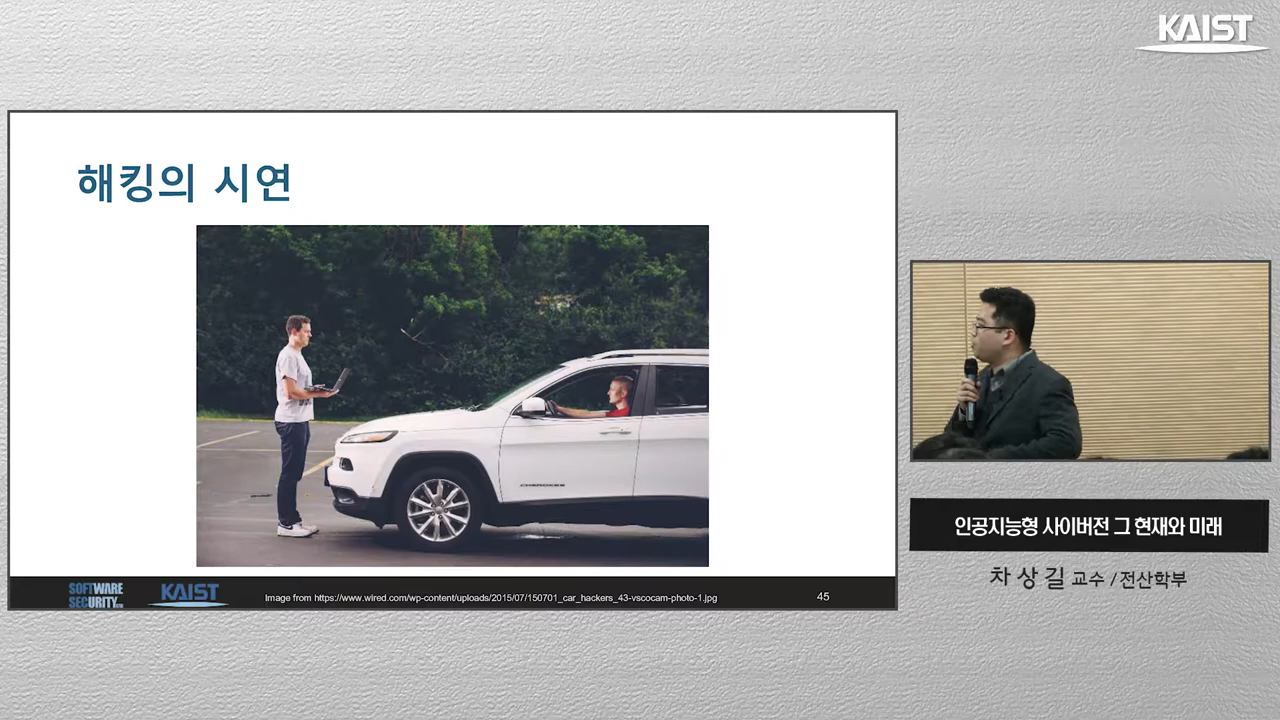 KAIST
해킹의 시연
CHEROKEE
SOFTWARE
SECURITY
KAIST
Image from https://www.wired.com/wp-content/uploads/2015/07/150701_car_hackers_43-vscocam-photo-1.jpg
45
인공지능형 사이버전 그 현재와 미래
차상길 교수 / 전산학부